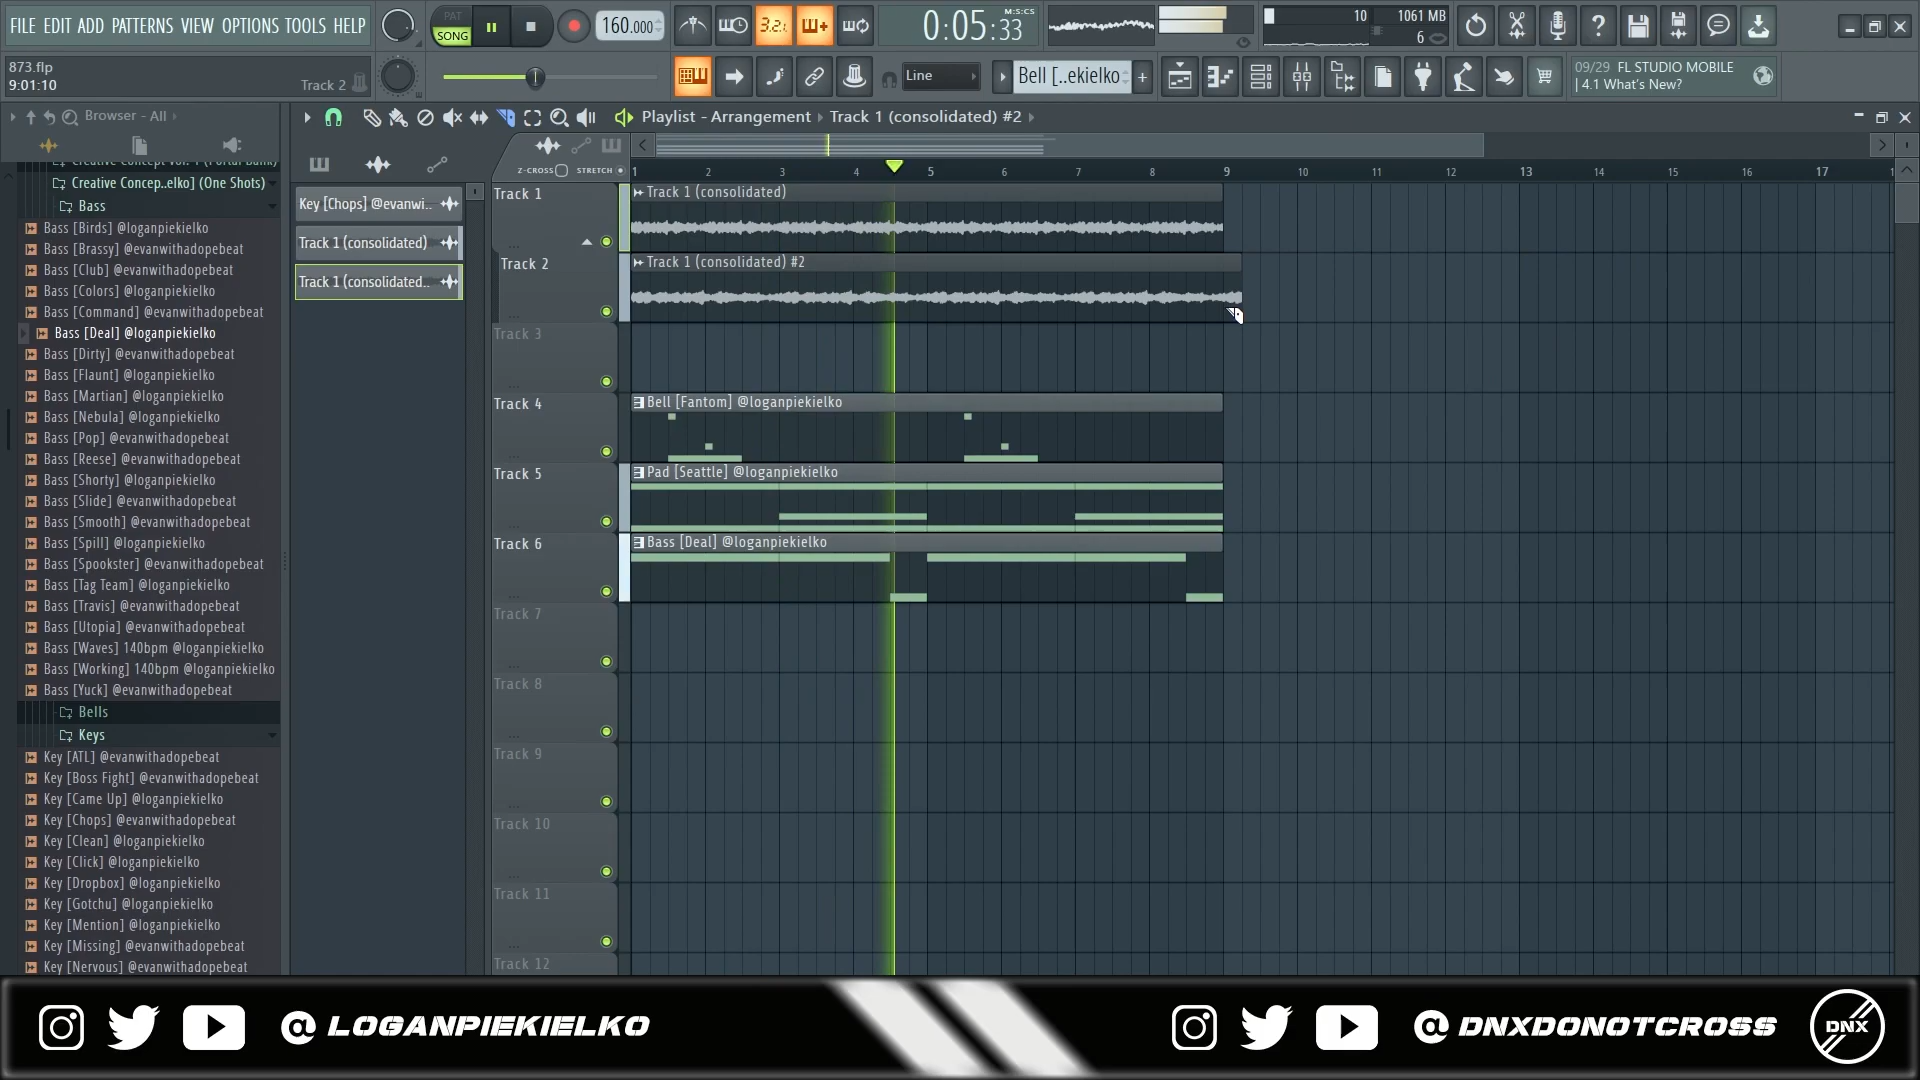 FILE EDIT ADD PATTERNS VIEW OPTIONS TOOLS HELP
PAT
SONG
160.000
3.2.
0:05:33
M:S:CS
10
1061 MB
6
873.flp
9:01:10
Track 2
Line
Bell [..ekielko
09/29 FL STUDIO MOBILE
| 4.1 What's New?
Browser - All
Playlist - Arrangement
Track 1 (consolidated) #2
Z-CROSS
STRETCH
1 2 3 4 5 6 7 8 9 10 11 12 13 14 15 16 17
Creative Concep..elko] (One Shots)
Bass
Bass [Birds] @loganpiekielko
Bass [Brassy] @evanwithadopebeat
Bass [Club] @evanwithadopebeat
Bass [Colors] @loganpiekielko
Bass [Command] @evanwithadopebeat
Bass [Deal] @loganpiekielko
Bass [Dirty] @evanwithadopebeat
Bass [Flaunt] @loganpiekielko
Bass [Martian] @loganpiekielko
Bass [Nebula] @loganpiekielko
Bass [Pop] @evanwithadopebeat
Bass [Reese] @evanwithadopebeat
Bass [Shorty] @loganpiekielko
Bass [Slide] @evanwithadopebeat
Bass [Smooth] @evanwithadopebeat
Bass [Spill] @loganpiekielko
Bass [Spookster] @evanwithadopebeat
Bass [Tag Team] @loganpiekielko
Bass [Travis] @evanwithadopebeat
Bass [Utopia] @evanwithadopebeat
Bass [Waves] 140bpm @loganpiekielko
Bass [Working] 140bpm @loganpiekielko
Bass [Yuck] @evanwithadopebeat
Bells
Keys
Key [ATL] @evanwithadopebeat
Key [Boss Fight] @evanwithadopebeat
Key [Came Up] @loganpiekielko
Key [Chops] @evanwithadopebeat
Key [Clean] @loganpiekielko
Key [Click] @loganpiekielko
Key [Dropbox] @loganpiekielko
Key [Gotchu] @loganpiekielko
Key [Mention] @loganpiekielko
Key [Missing] @evanwithadopebeat
Key [Nervous] @evanwithadopebeat
Key [Chops] @evanwi..
Track 1 (consolidated)
Track 1 (consolidated..
Track 1
Track 1 (consolidated)
Track 2
Track 1 (consolidated) #2
Track 3
Track 4
Bell [Fantom] @loganpiekielko
Track 5
Pad [Seattle] @loganpiekielko
Track 6
Bass [Deal] @loganpiekielko
Track 7
Track 8
Track 9
Track 10
Track 11
Track 12
@ LOGANPIEKIELKO
@ DNXDONOTCROSS
DNX